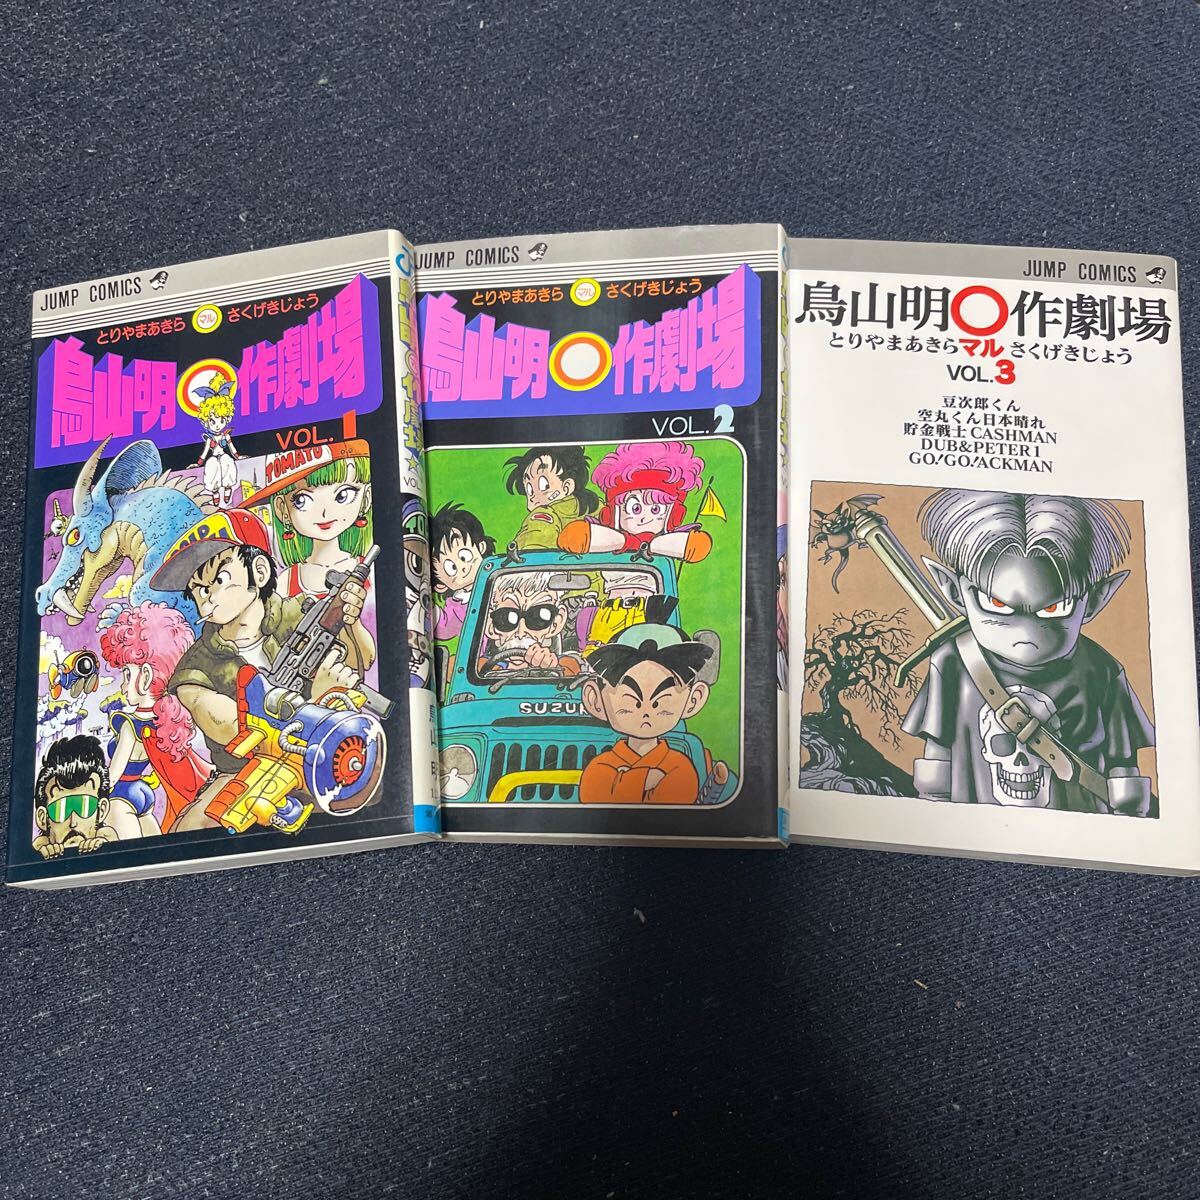 JUMP COMICS
とりやまあきら マル さくげきじょう
鳥山明○作劇場
VOL. 1
TOMATU
JUMP COMICS
とりやまあきら マル さくげきじょう
鳥山明○作劇場
VOL.2
SUZU
JUMP COMICS
鳥山明○作劇場
とりやまあきらマルさくげきじょう
VOL.3
豆次郎くん
空丸くん日本晴れ
貯金戦士 CASHMAN
DUB&PETER1
GO!GO!ACKMAN